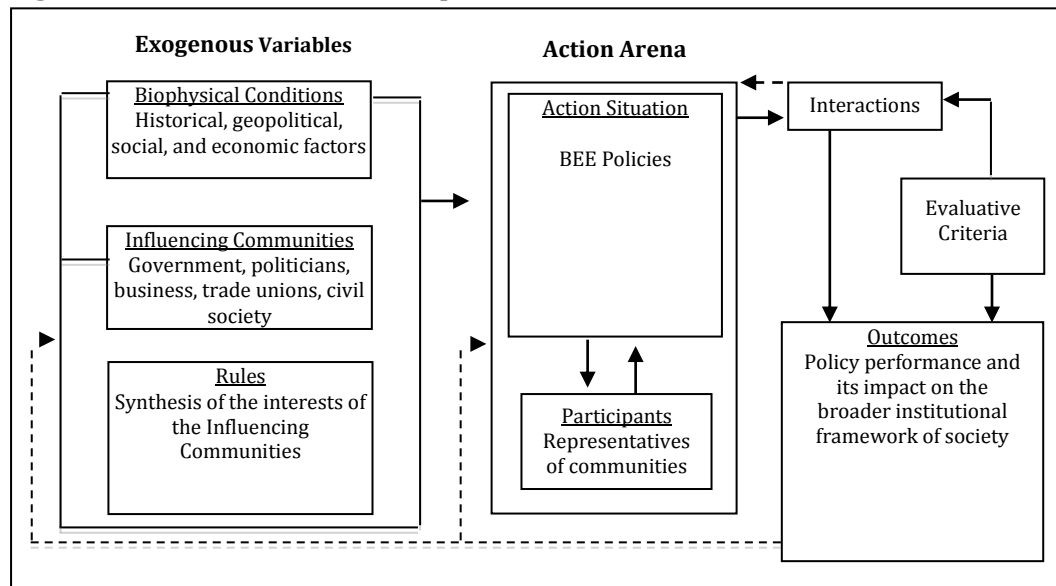 Exogenous Variables
Biophysical Conditions
Historical, geopolitical,
social, and economic factors
Influencing Communities
Government, politicians,
business, trade unions, civil
society
Rules
Synthesis of the interests of
the Influencing
Communities
Action Arena
Action Situation
BEE Policies
Participants
Representatives
of communities
Interactions
Evaluative
Criteria
Outcomes
Policy performance and
its impact on the
broader institutional
framework of society